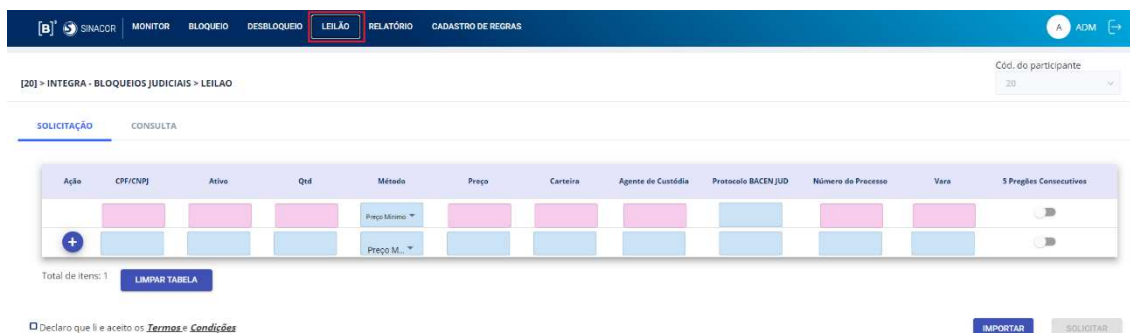 [B]³ SINACOR MONITOR BLOQUEIO DESBLOQUEIO LEILÃO RELATÓRIO CADASTRO DE REGRAS A ADM
Cód. do participante
[20] > INTEGRA - BLOQUEIOS JUDICIAIS > LEILAO 20
SOLICITAÇÃO CONSULTA
Ação CPF/CNPJ Ativo Qtd Método Preço Carteira Agente de Custódia Protocolo BACEN JUD Número do Processo Vara 5 Pregões Consecutivos
Preço Mínimo
+ Preço M...
Total de itens: 1 LIMPAR TABELA
Declaro que li e aceito os Termos e Condições IMPORTAR SOLICITAR